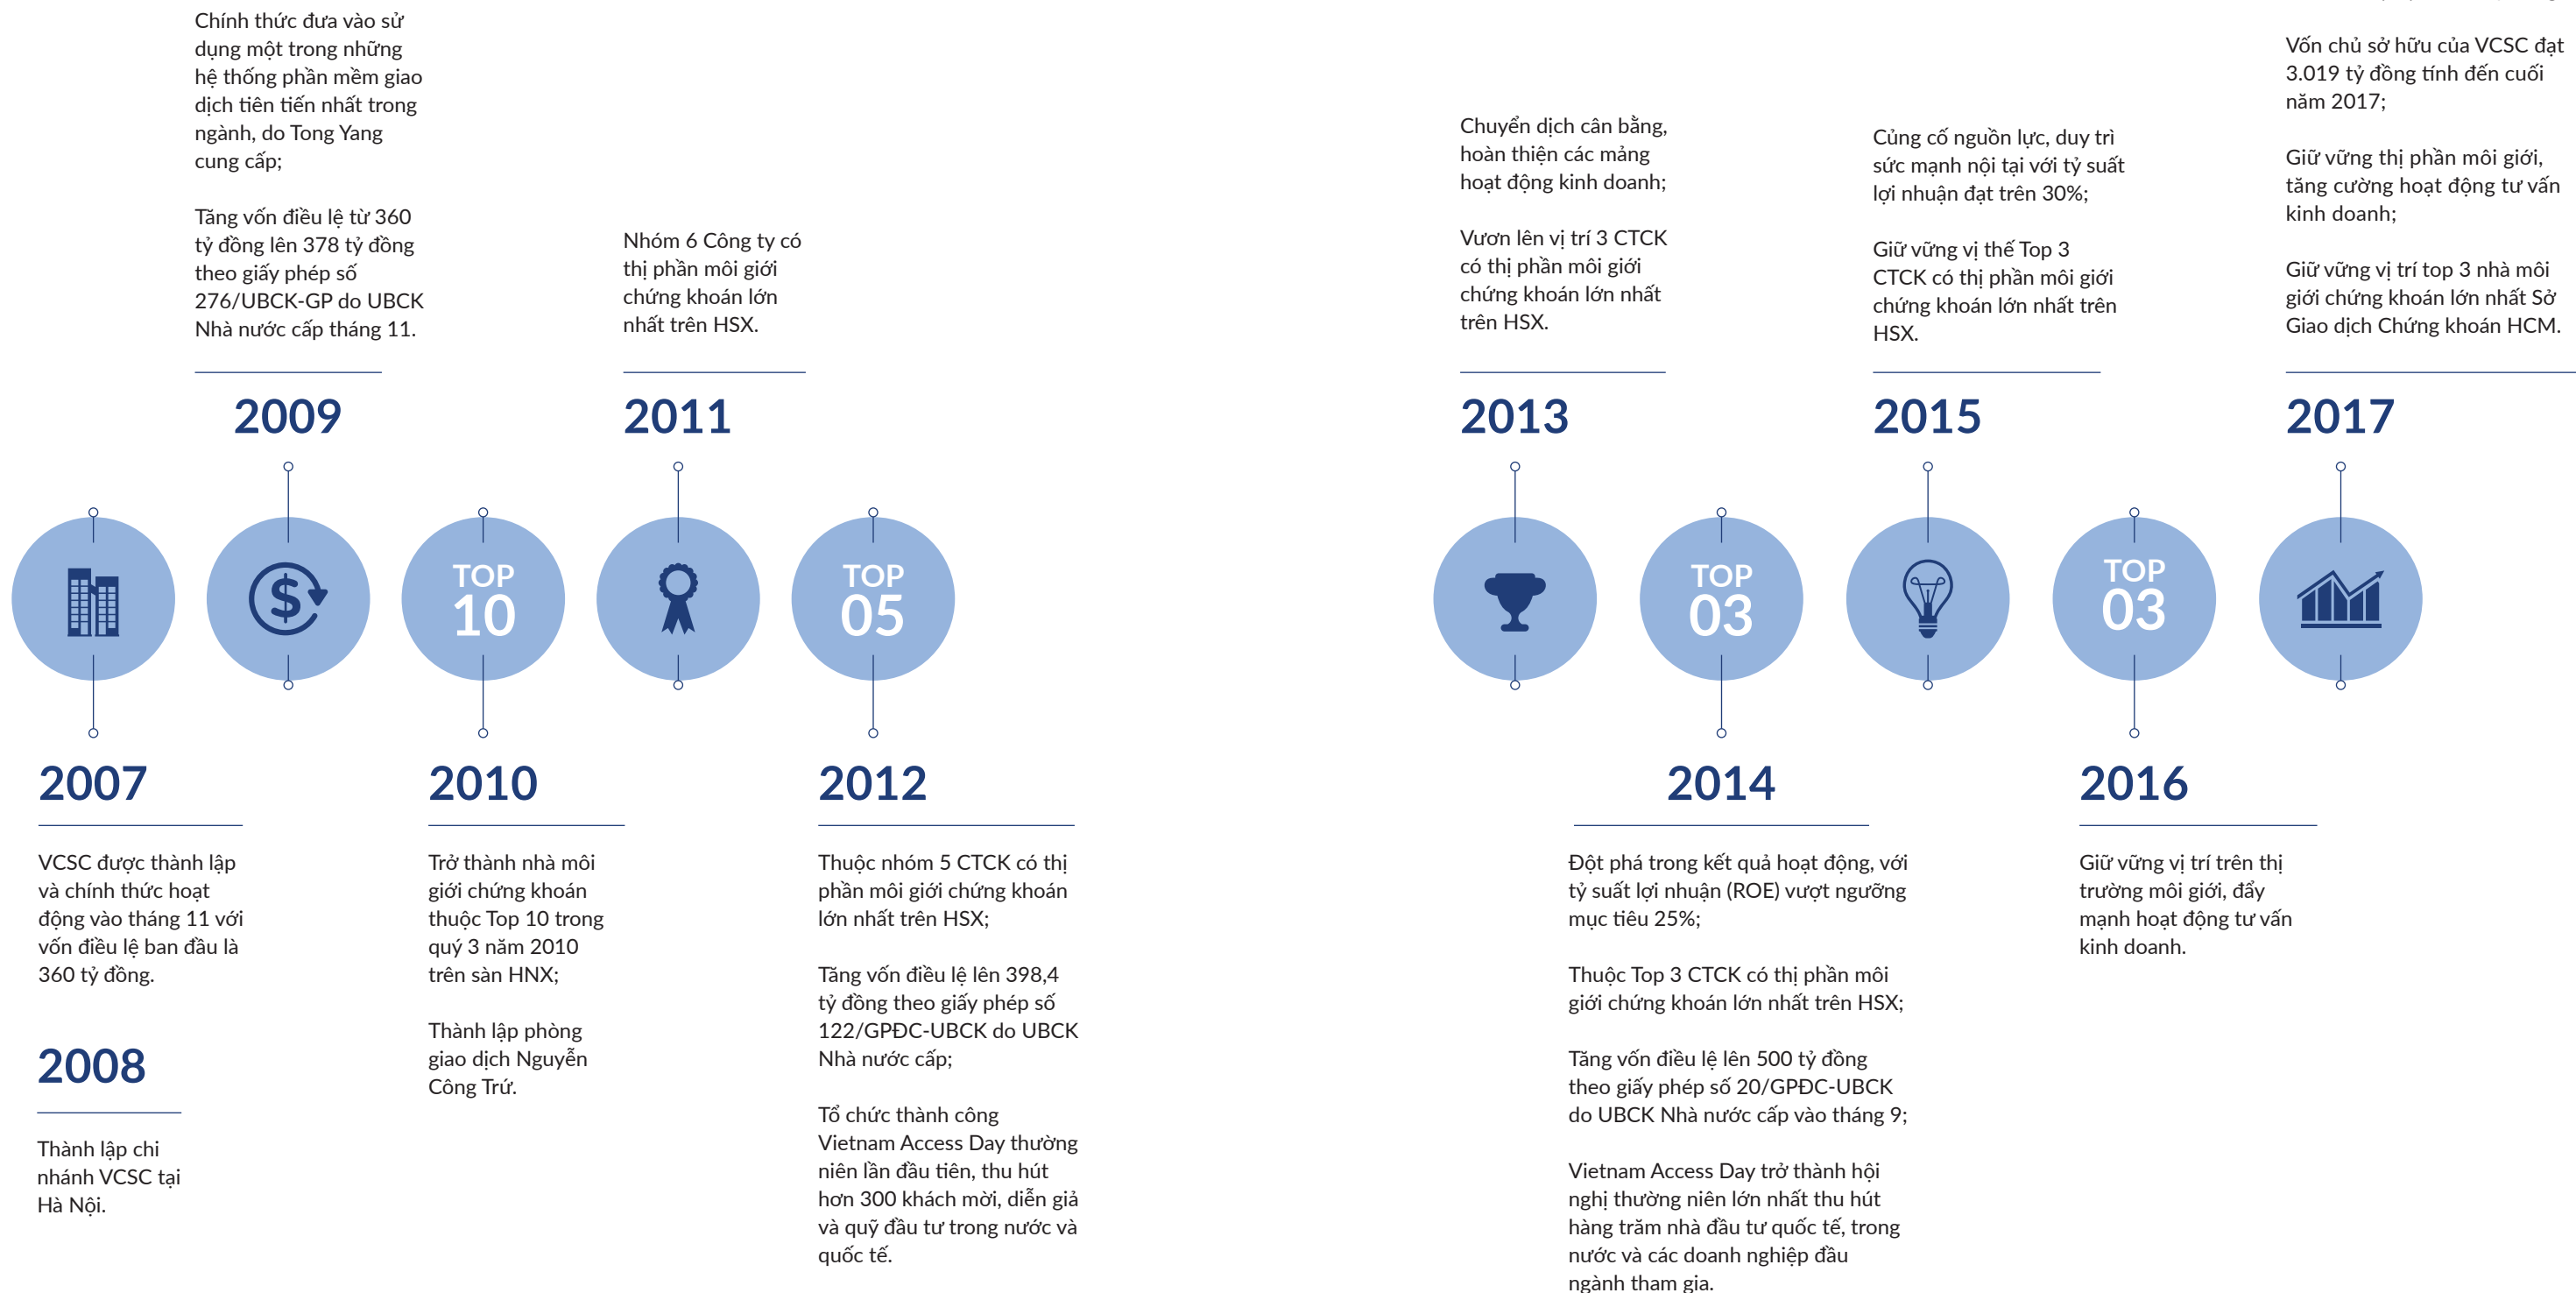 Chính thức đưa vào sử
dụng một trong những
hệ thống phần mềm giao
dịch tiên tiến nhất trong
ngành, do Tong Yang
cung cấp;
Tăng vốn điều lệ từ 360
tỷ đồng lên 378 tỷ đồng
theo giấy phép số
276/UBCK-GP do UBCK
Nhà nước cấp tháng 11.
2009
Nhóm 6 Công ty có
thị phần môi giới
chứng khoán lớn
nhất trên HSX.
2011
TOP
10
TOP
05
2007
VCSC được thành lập
và chính thức hoạt
động vào tháng 11 với
vốn điều lệ ban đầu là
360 tỷ đồng.
2008
Thành lập chi
nhánh VCSC tại
Hà Nội.
2010
Trở thành nhà môi
giới chứng khoán
thuộc Top 10 trong
quý 3 năm 2010
trên sàn HNX;
Thành lập phòng
giao dịch Nguyễn
Công Trứ.
2012
Thuộc nhóm 5 CTCK có thị
phần môi giới chứng khoán
lớn nhất trên HSX;
Tăng vốn điều lệ lên 398,4
tỷ đồng theo giấy phép số
122/GPĐC-UBCK do UBCK
Nhà nước cấp;
Tổ chức thành công
Vietnam Access Day thường
niên lần đầu tiên, thu hút
hơn 300 khách mời, diễn giả
và quỹ đầu tư trong nước và
quốc tế.
Chuyển dịch cân bằng,
hoàn thiện các mảng
hoạt động kinh doanh;
Vươn lên vị trí 3 CTCK
có thị phần môi giới
chứng khoán lớn nhất
trên HSX.
2013
Củng cố nguồn lực, duy trì
sức mạnh nội tại với tỷ suất
lợi nhuận đạt trên 30%;
Giữ vững vị thế Top 3
CTCK có thị phần môi giới
chứng khoán lớn nhất trên
HSX.
2015
Vốn chủ sở hữu của VCSC đạt
3.019 tỷ đồng tính đến cuối
năm 2017;
Giữ vững thị phần môi giới,
tăng cường hoạt động tư vấn
kinh doanh;
Giữ vững vị trí top 3 nhà môi
giới chứng khoán lớn nhất Sở
Giao dịch Chứng khoán HCM.
2017
TOP
03
TOP
03
2014
Đột phá trong kết quả hoạt động, với
tỷ suất lợi nhuận (ROE) vượt ngưỡng
mục tiêu 25%;
Thuộc Top 3 CTCK có thị phần môi
giới chứng khoán lớn nhất trên HSX;
Tăng vốn điều lệ lên 500 tỷ đồng
theo giấy phép số 20/GPĐC-UBCK
do UBCK Nhà nước cấp vào tháng 9;
Vietnam Access Day trở thành hội
nghị thường niên lớn nhất thu hút
hàng trăm nhà đầu tư quốc tế, trong
nước và các doanh nghiệp đầu
ngành tham gia.
2016
Giữ vững vị trí trên thị
trường môi giới, đẩy
mạnh hoạt động tư vấn
kinh doanh.